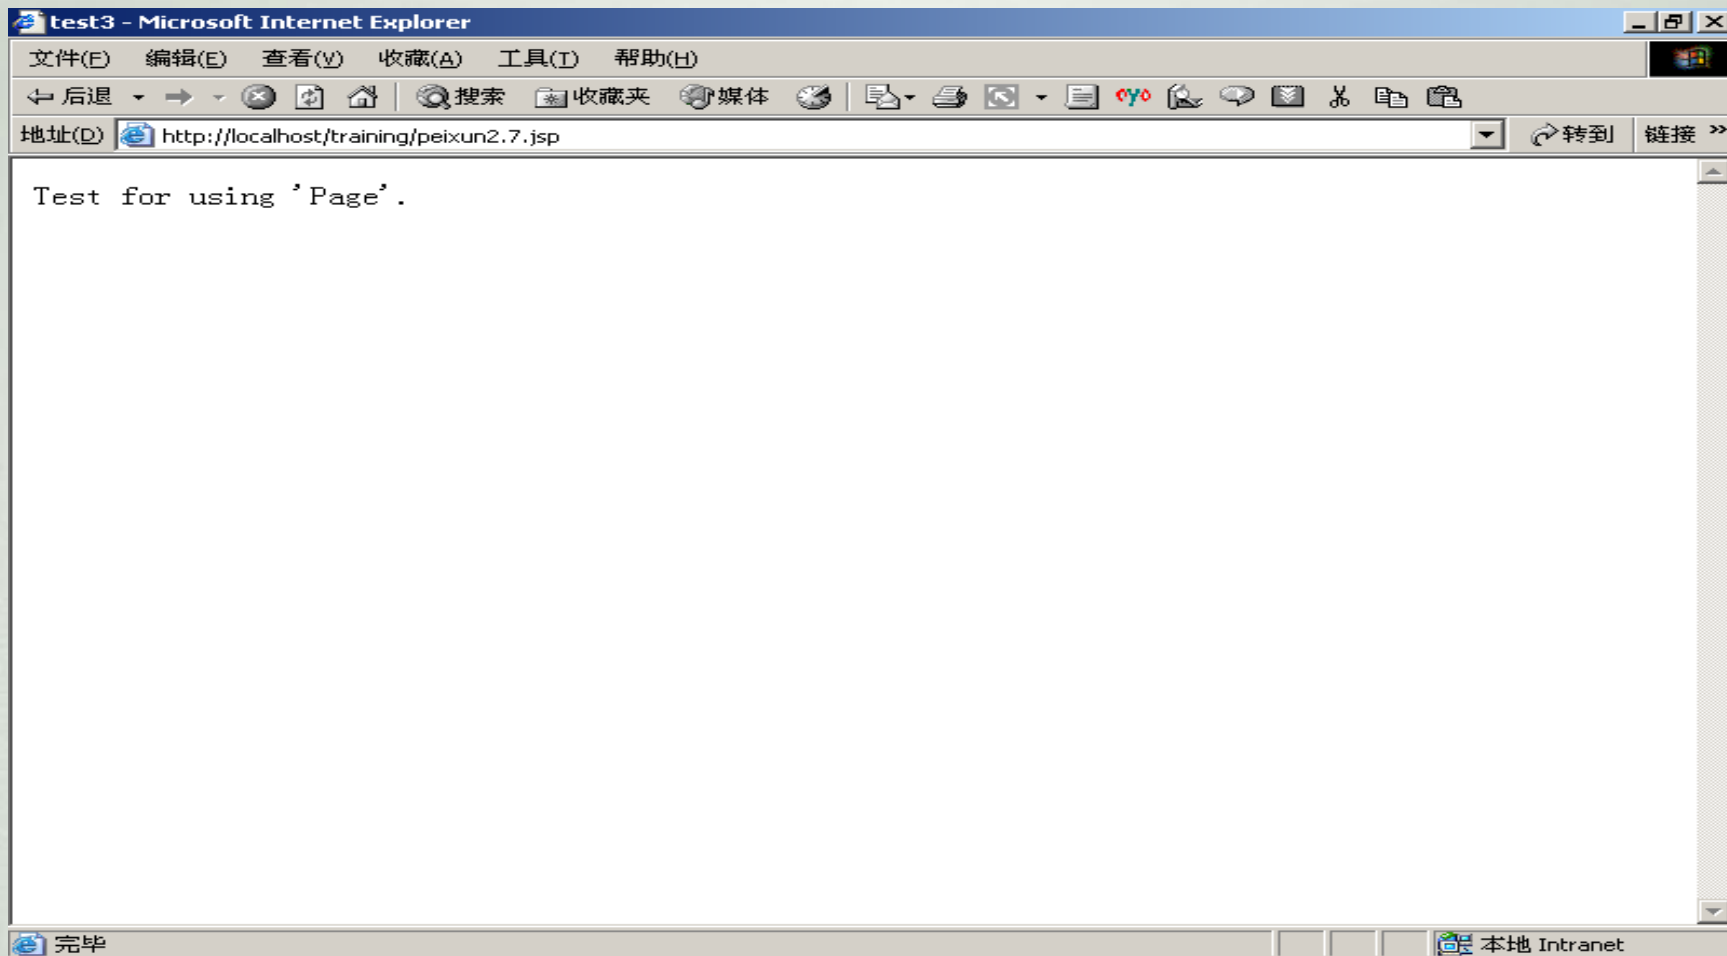 test3 - Microsoft Internet Explorer
文件(F) 编辑(E) 查看(V) 收藏(A) 工具(T) 帮助(H)
后退 搜索 收藏夹 媒体
地址(D) http://localhost/training/peixun2.7.jsp 转到 链接 »
Test for using 'Page'.
完毕 本地 Intranet